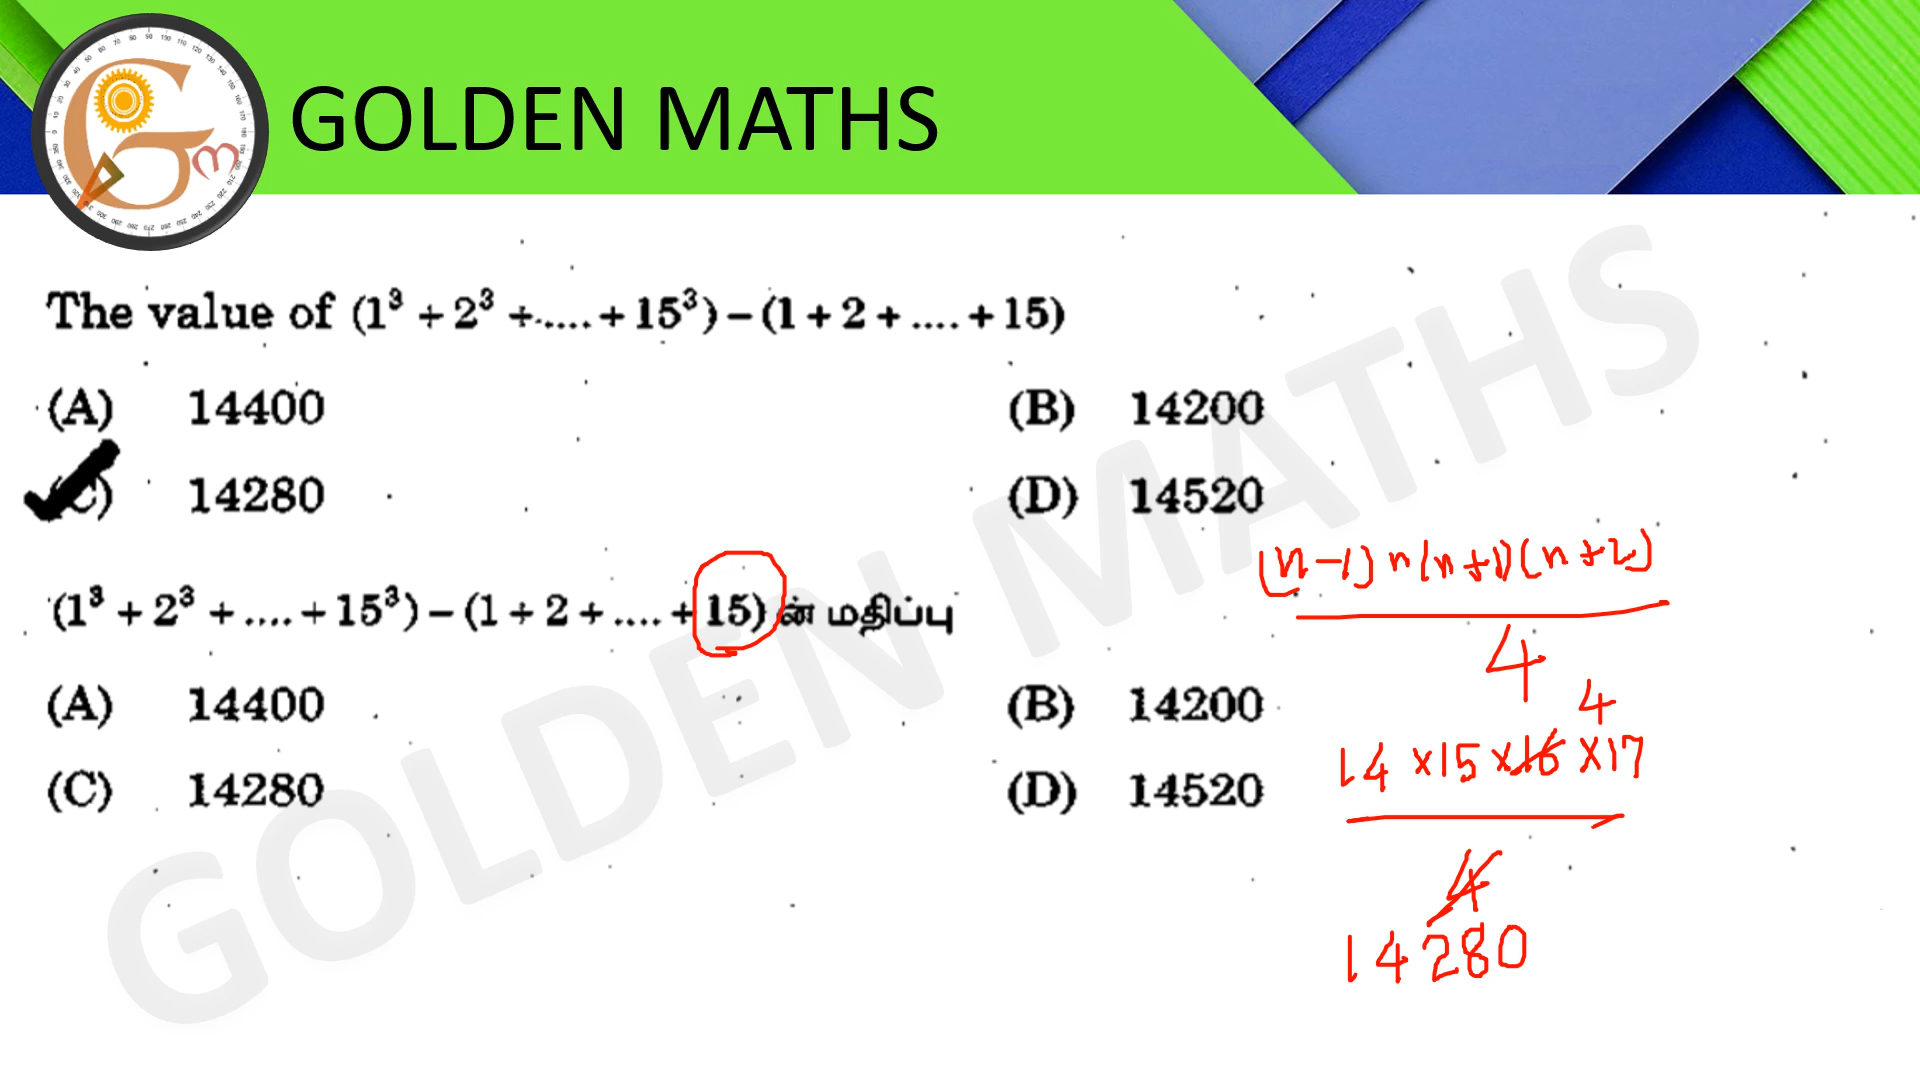 GOLDEN MATHS
The value of (1³ + 2³ + .... + 15³) – (1 + 2 + .... + 15)
(A) 14400 (B) 14200
(C) 14280 (D) 14520
(1³ + 2³ + .... + 15³) – (1 + 2 + .... + 15) ன் மதிப்பு
(A) 14400 (B) 14200
(C) 14280 (D) 14520
(n-1) n (n+1) (n+2)
4
4
14 ×15 ×16 ×17
4
14280
GOLDEN MATHS